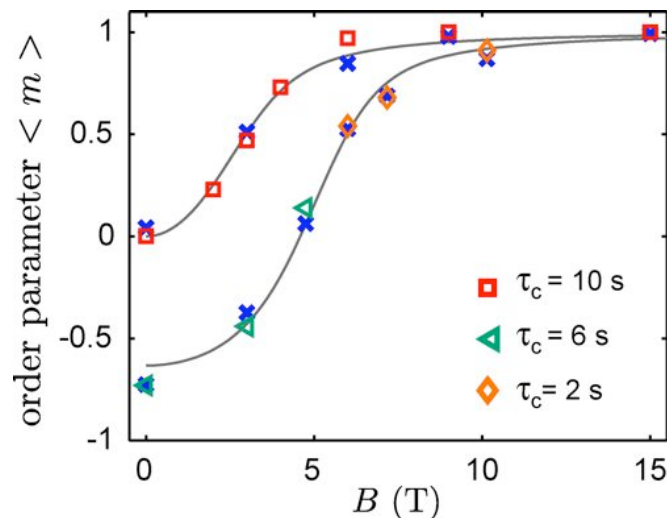 order parameter < m >
1
0.5
0
-0.5
-1
0
5
10
15
B (T)
τc = 10 s
τc = 6 s
τc= 2 s